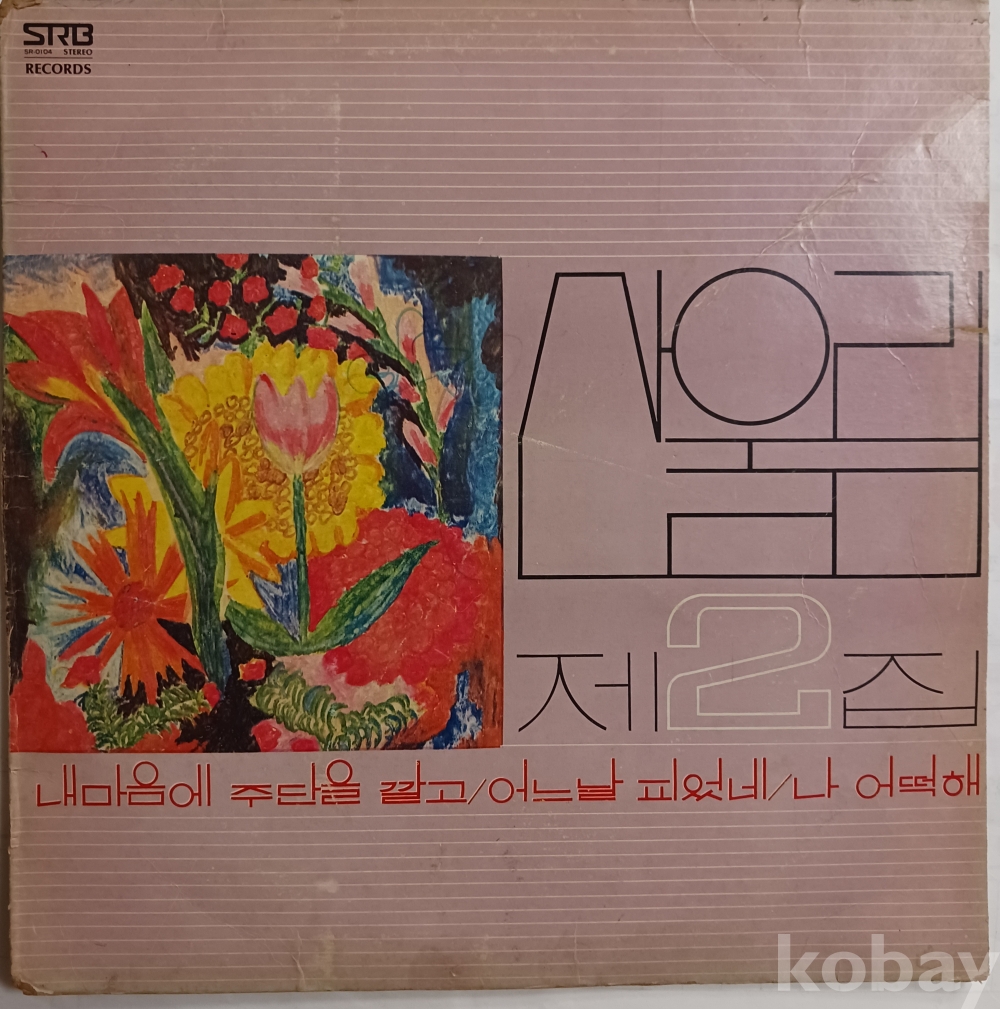 SRB
SR-0104 STEREO
RECORDS
산울림
제2집
내마음에 주단을 깔고/어느날 피었네/나 어떡해
kobay